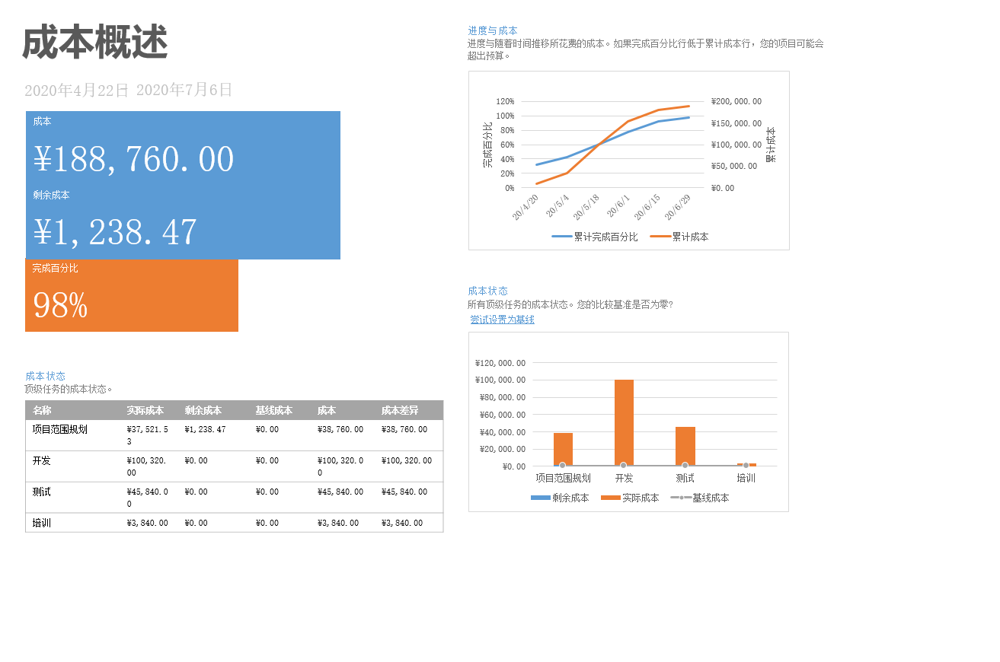 成本概述
2020年4月22日 2020年7月6日
成本
¥188,760.00
剩余成本
¥1,238.47
完成百分比
98%
成本状态
顶级任务的成本状态。
名称 实际成本 剩余成本 基线成本 成本 成本差异
项目范围规划 ¥37,521.5 ¥1,238.47 ¥0.00 ¥38,760.00 ¥38,760.00
3
开发 ¥100,320. ¥0.00 ¥0.00 ¥100,320.0 ¥100,320.00
00 0
测试 ¥45,840.0 ¥0.00 ¥0.00 ¥45,840.00 ¥45,840.00
0
培训 ¥3,840.00 ¥0.00 ¥0.00 ¥3,840.00 ¥3,840.00
进度与成本
进度与随着时间推移所花费的成本。如果完成百分比行低于累计成本行，您的项目可能会
超出预算。
120% ¥200,000.00
100% ¥150,000.00
80% ¥100,000.00
60% ¥50,000.00
40% ¥0.00
20%
0%
完成百分比
累计成本
20/4/20 20/5/4 20/5/18 20/6/1 20/6/15 20/6/29
累计完成百分比 累计成本
成本状态
所有顶级任务的成本状态。您的比较基准是否为零?
尝试设置为基线
¥120,000.00
¥100,000.00
¥80,000.00
¥60,000.00
¥40,000.00
¥20,000.00
¥0.00
项目范围规划 开发 测试 培训
剩余成本 实际成本 基线成本